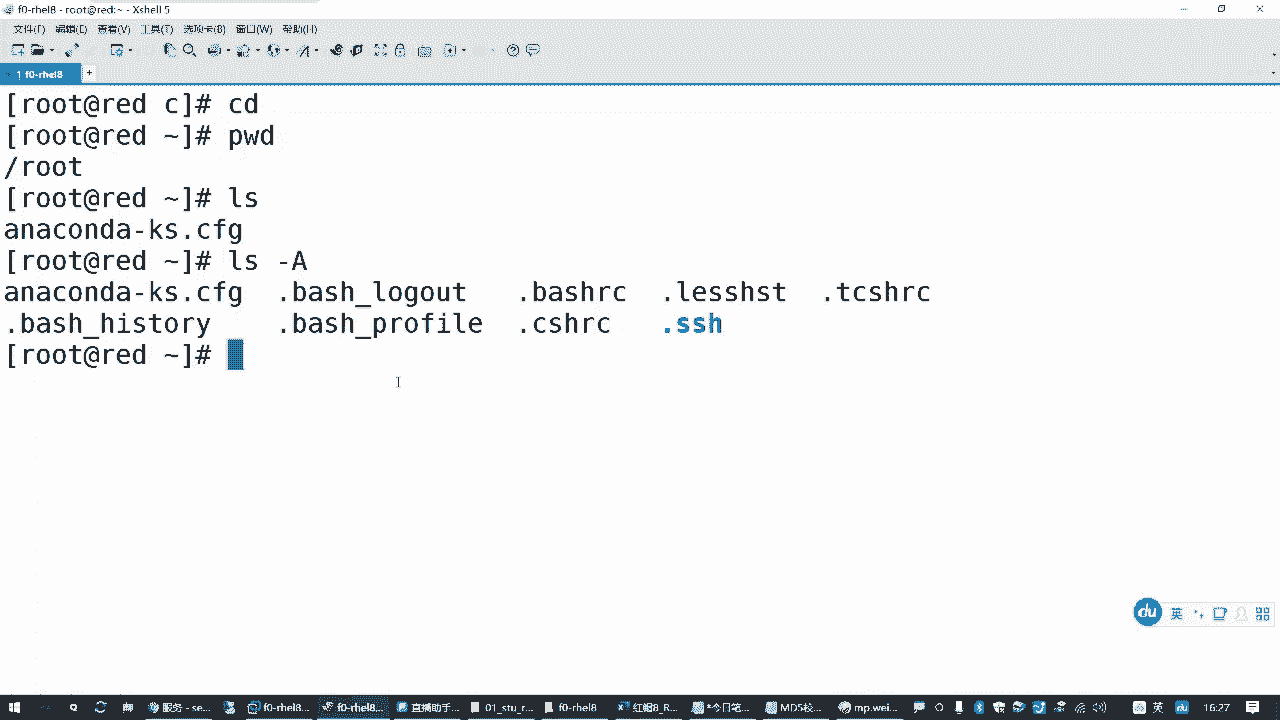 f0-rhel8 - root@red:~ - Xshell 5
文件(F) 编辑(E) 查看(V) 工具(T) 选项卡(B) 窗口(W) 帮助(H)
1 f0-rhel8 +
[root@red c]# cd
[root@red ~]# pwd
/root
[root@red ~]# ls
anaconda-ks.cfg
[root@red ~]# ls -A
anaconda-ks.cfg .bash_logout .bashrc .lesshst .tcshrc
.bash_history .bash_profile .cshrc .ssh
[root@red ~]#
du 英
服务 - se... f0-rhel8... f0-rhel8... 直播助手... 01_stu_r... f0-rhel8 红帽8_R... *今日笔... MD5校... mp.wei... 英 du 16:27